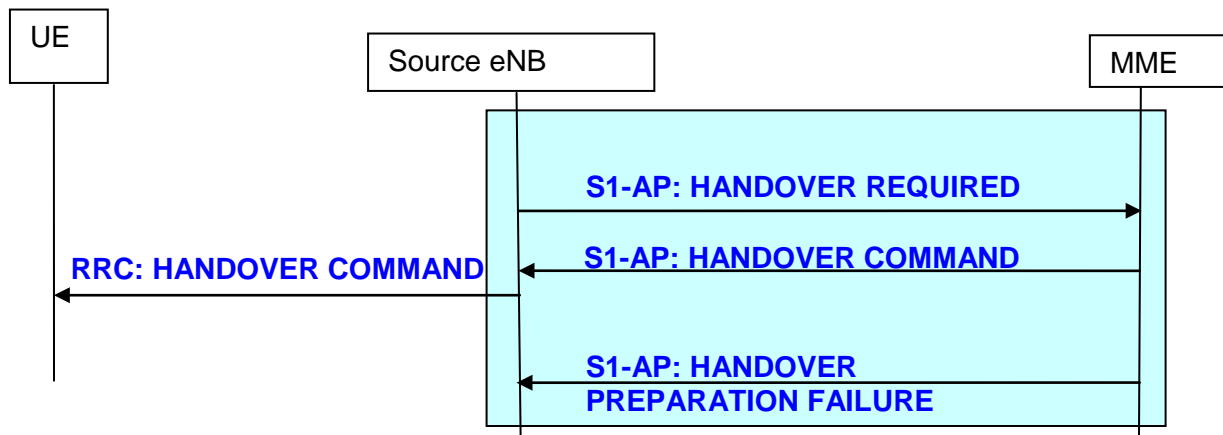 UE
Source eNB
MME
S1-AP: HANDOVER REQUIRED
S1-AP: HANDOVER COMMAND
RRC: HANDOVER COMMAND
S1-AP: HANDOVER
PREPARATION FAILURE